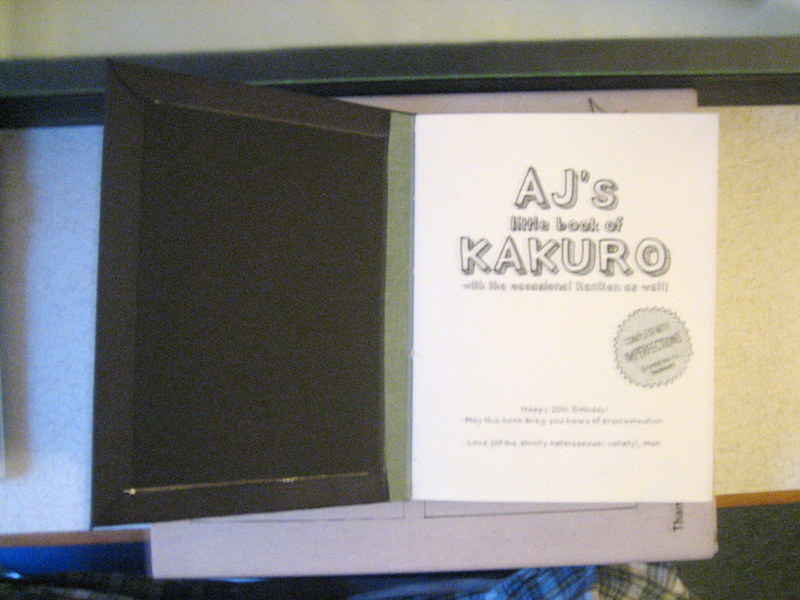 AJ's
little book of
KAKURO
with the occasional Kenken as well!
COMPLETE WITH
IMPERFECTIONS
Happy 20th Birthday!
May this book bring you hours of procrastination
Love (of the strictly heterosexual variety),
Than